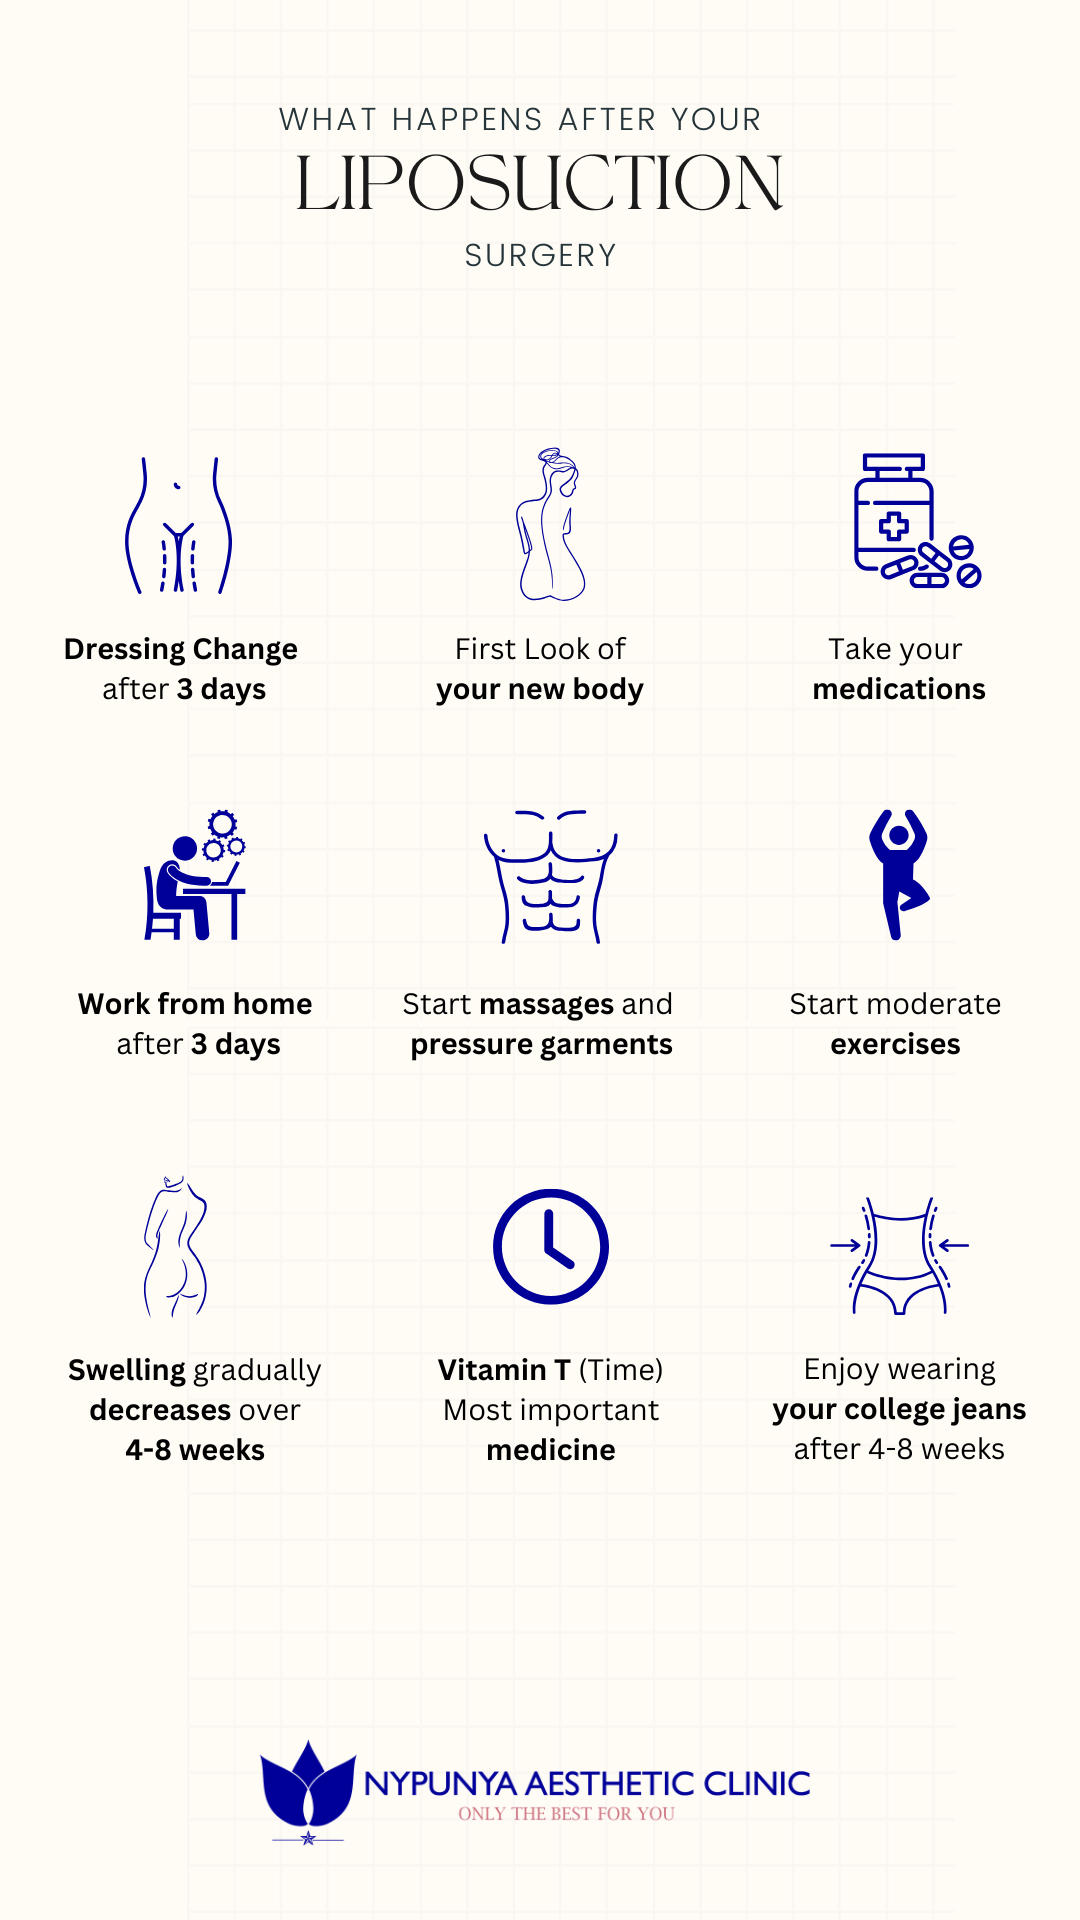 WHAT HAPPENS AFTER YOUR
LIPOSUCTION
SURGERY
Dressing Change
after 3 days
First Look of
your new body
Take your
medications
Work from home
after 3 days
Start massages and
pressure garments
Start moderate
exercises
Swelling gradually
decreases over
4-8 weeks
Vitamin T (Time)
Most important
medicine
Enjoy wearing
your college jeans
after 4-8 weeks
NYPUNYA AESTHETIC CLINIC
ONLY THE BEST FOR YOU